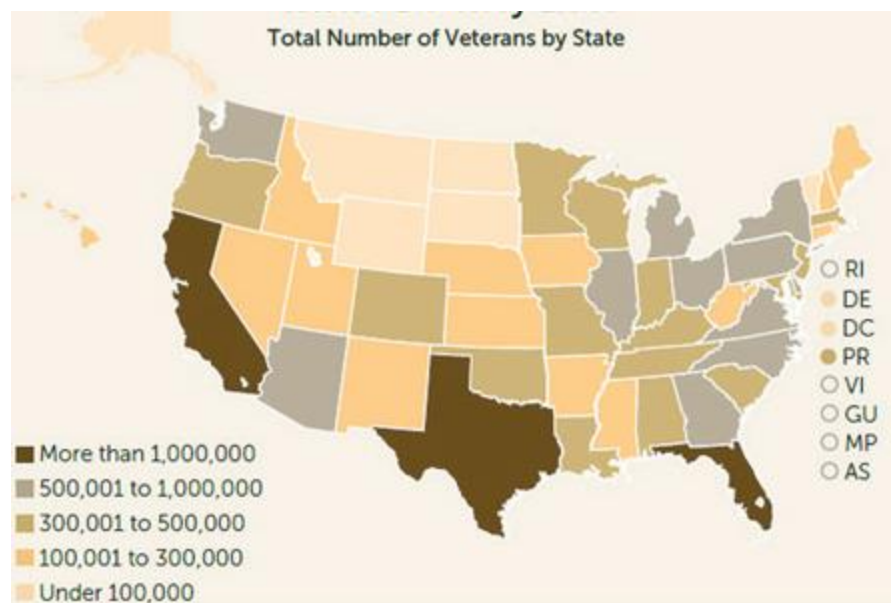 Total Number of Veterans by State
RI
DE
DC
PR
VI
GU
MP
AS
More than 1,000,000
500,001 to 1,000,000
300,001 to 500,000
100,001 to 300,000
Under 100,000